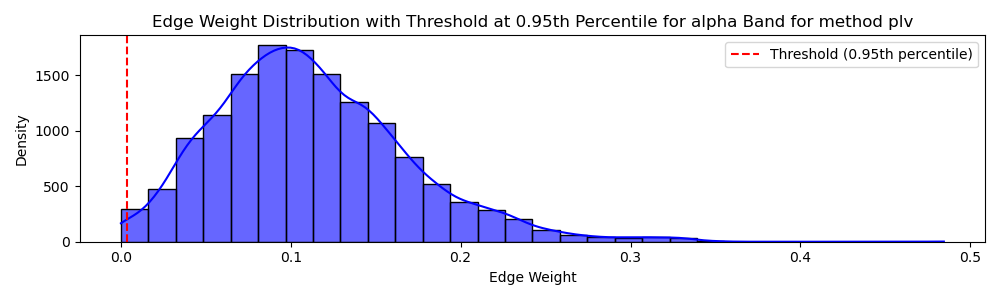 Edge Weight Distribution with Threshold at 0.95th Percentile for alpha Band for method plv
Threshold (0.95th percentile)
Density
1500
1000
500
0
0.0 0.1 0.2 0.3 0.4 0.5
Edge Weight